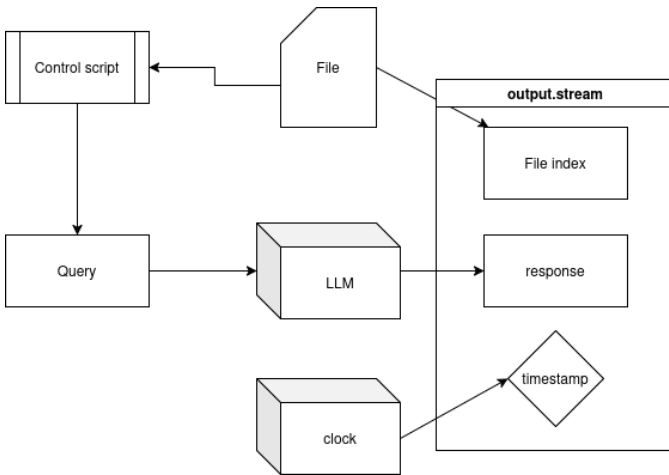 Control script
File
output.stream
File index
Query
LLM
response
timestamp
clock